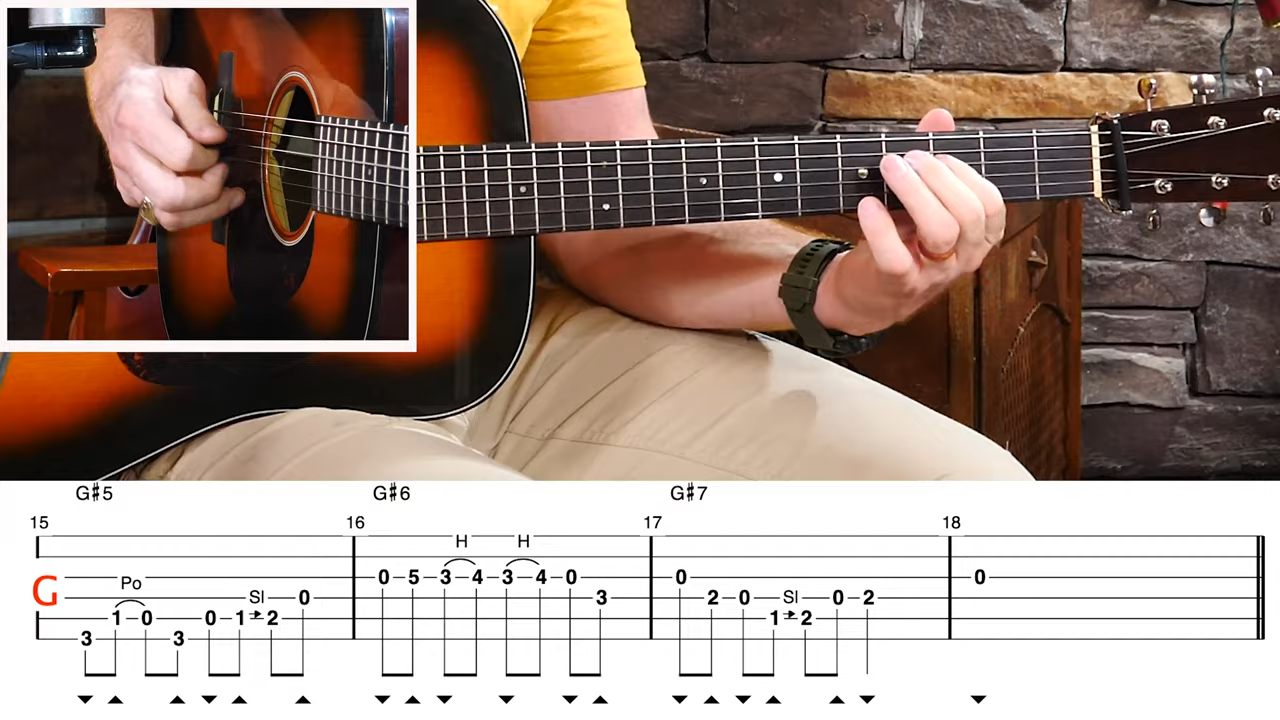 G#5 G#6 G#7
15 16 17 18
H H
Po 0 5 3 4 3 4 0 0 0
G Sl 0 3 2 0 Sl 0 2
1 0 0 1 2 1 2
3 3